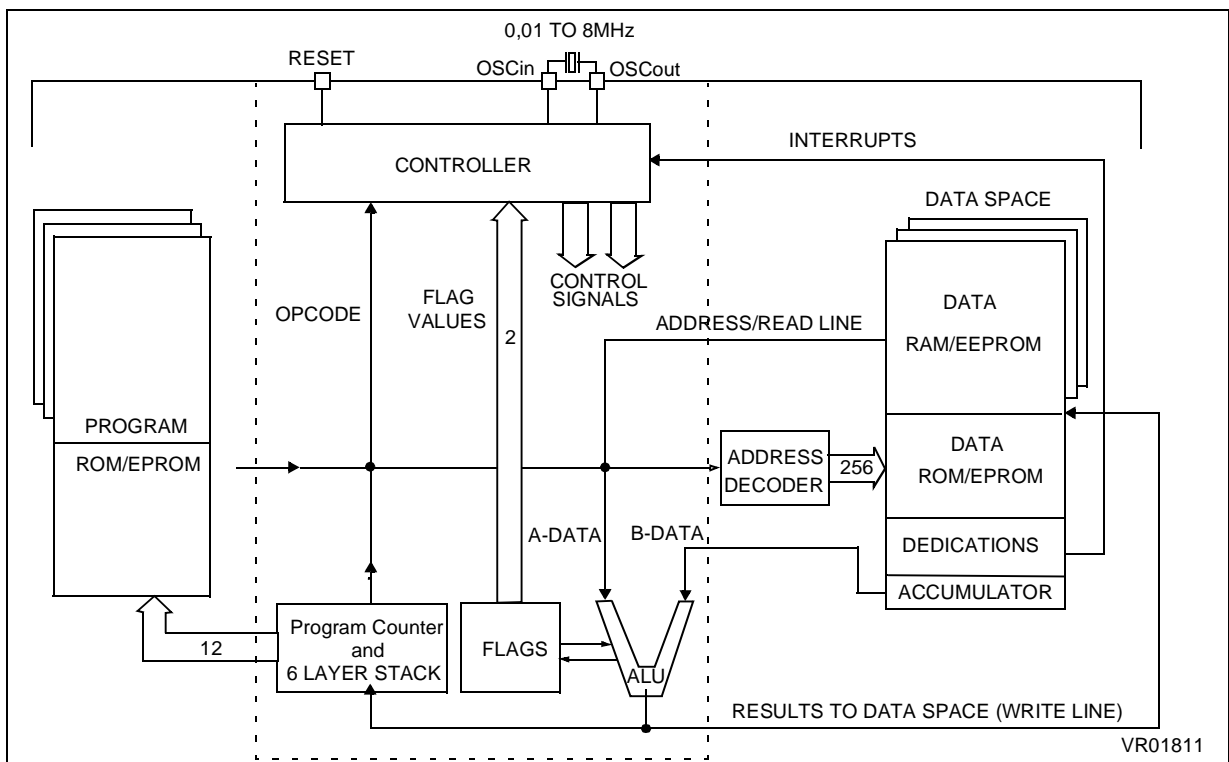 0,01 TO 8MHz
RESET
OSCin
OSCout
INTERRUPTS
CONTROLLER
DATA SPACE
CONTROL
SIGNALS
OPCODE
FLAG
VALUES
2
ADDRESS/READ LINE
DATA
RAM/EEPROM
PROGRAM
ROM/EPROM
ADDRESS
DECODER
256
DATA
ROM/EPROM
A-DATA
B-DATA
DEDICATIONS
ACCUMULATOR
12
Program Counter
and
6 LAYER STACK
FLAGS
ALU
RESULTS TO DATA SPACE (WRITE LINE)
VR01811